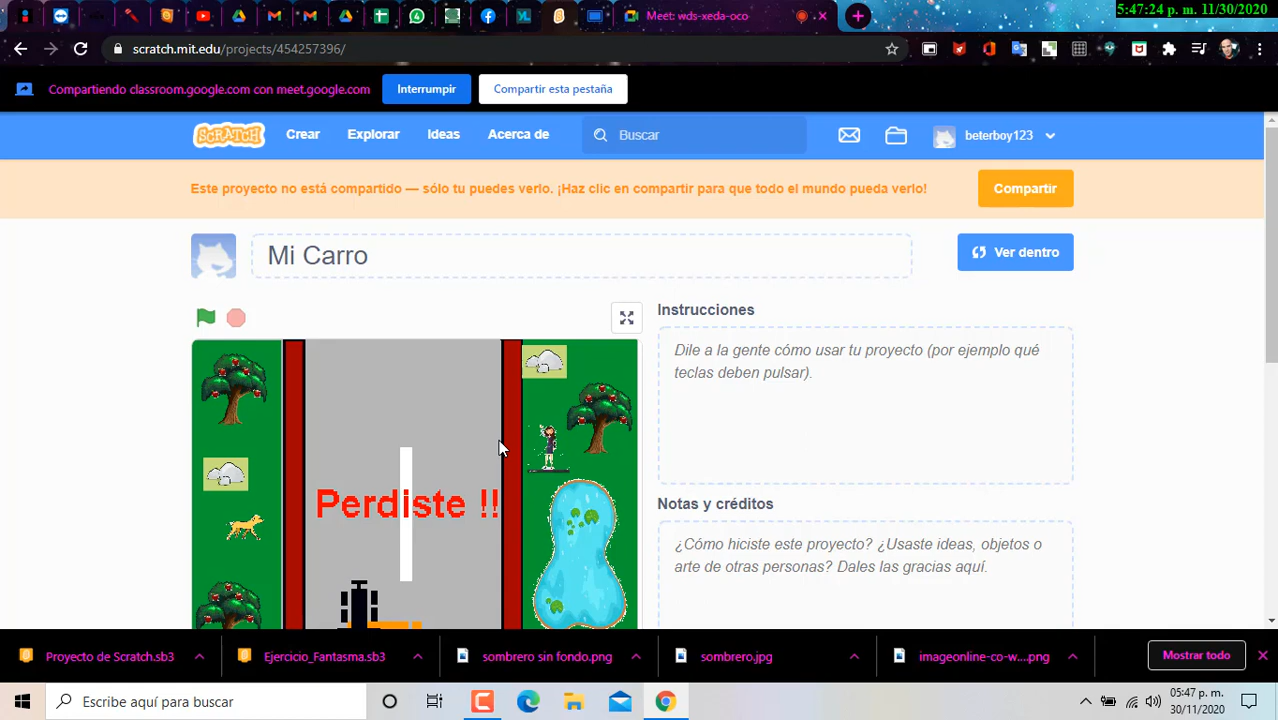 5:47:24 p. m. 11/30/2020
Meet: wds-xeda-oco
scratch.mit.edu/projects/454257396/
Compartiendo classroom.google.com con meet.google.com
Interrumpir
Compartir esta pestaña
SCRATCH
Crear
Explorar
Ideas
Acerca de
Buscar
beterboy123
Este proyecto no está compartido — sólo tu puedes verlo. ¡Haz clic en compartir para que todo el mundo pueda verlo!
Compartir
Mi Carro
Ver dentro
Instrucciones
Dile a la gente cómo usar tu proyecto (por ejemplo qué
teclas deben pulsar).
Perdiste !!
Notas y créditos
¿Cómo hiciste este proyecto? ¿Usaste ideas, objetos o
arte de otras personas? Dales las gracias aquí.
Proyecto de Scratch.sb3
Ejercicio_Fantasma.sb3
sombrero sin fondo.png
sombrero.jpg
imageonline-co-w....png
Mostrar todo
Escribe aquí para buscar
05:47 p. m.
30/11/2020